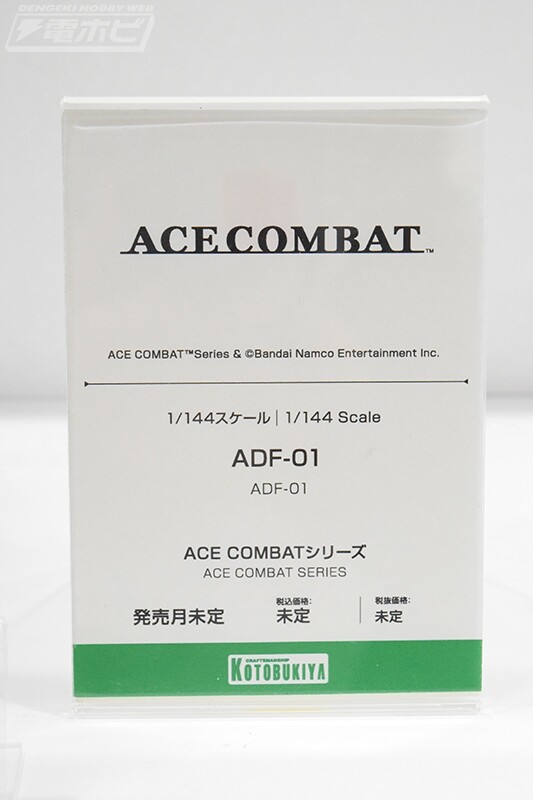 DENGEKI HOBBY WEB
電ホビ
ACE COMBAT™
ACE COMBAT™Series & ©Bandai Namco Entertainment Inc.
1/144スケール | 1/144 Scale
ADF-01
ADF-01
ACE COMBATシリーズ
ACE COMBAT SERIES
発売月未定 税込価格: 未定 | 税抜価格: 未定
CRAFTSMANSHIP
KOTOBUKIYA